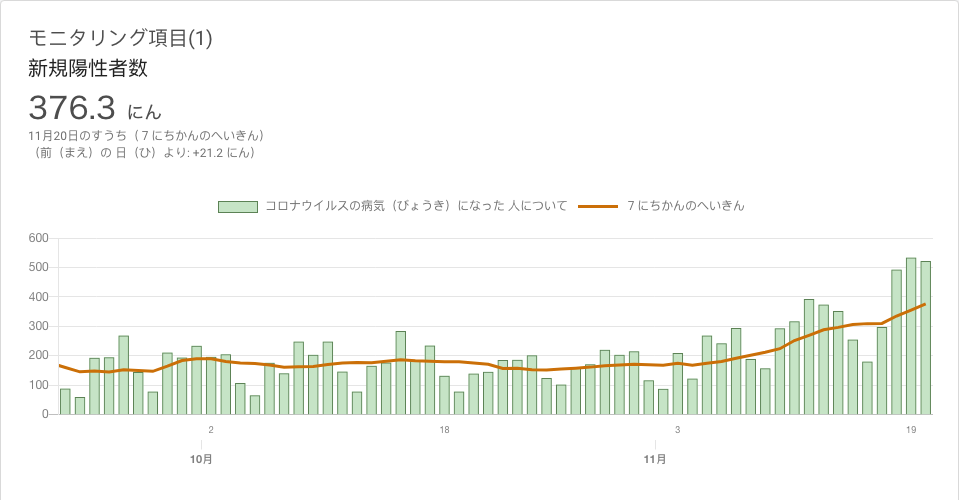 モニタリング項目(1)
新規陽性者数
376.3 にん
11月20日のすうち（７にちかんのへいきん）
（前（まえ）の 日（ひ）より: +21.2 にん）
コロナウイルスの病気（びょうき）になった 人について ７にちかんのへいきん
600
500
400
300
200
100
0
2 18 3 19
10月 11月